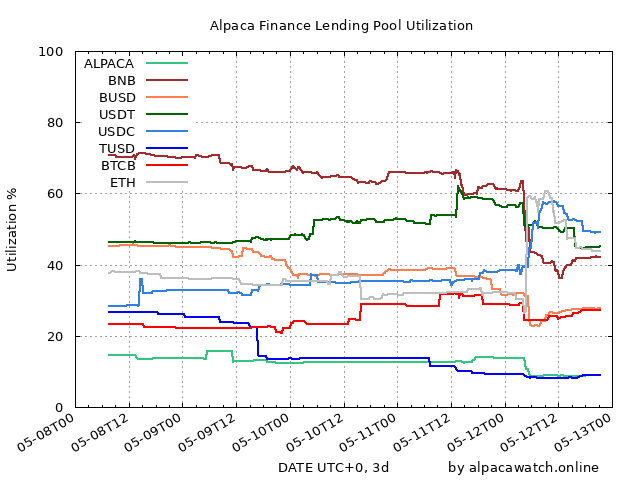 Alpaca Finance Lending Pool Utilization
100
80
60
40
20
0
Utilization %
ALPACA
BNB
BUSD
USDT
USDC
TUSD
BTCB
ETH
05-08T00
05-08T12
05-09T00
05-09T12
05-10T00
05-10T12
05-11T00
05-11T12
05-12T00
05-12T12
05-13T00
DATE UTC+0, 3d
by alpacawatch.online